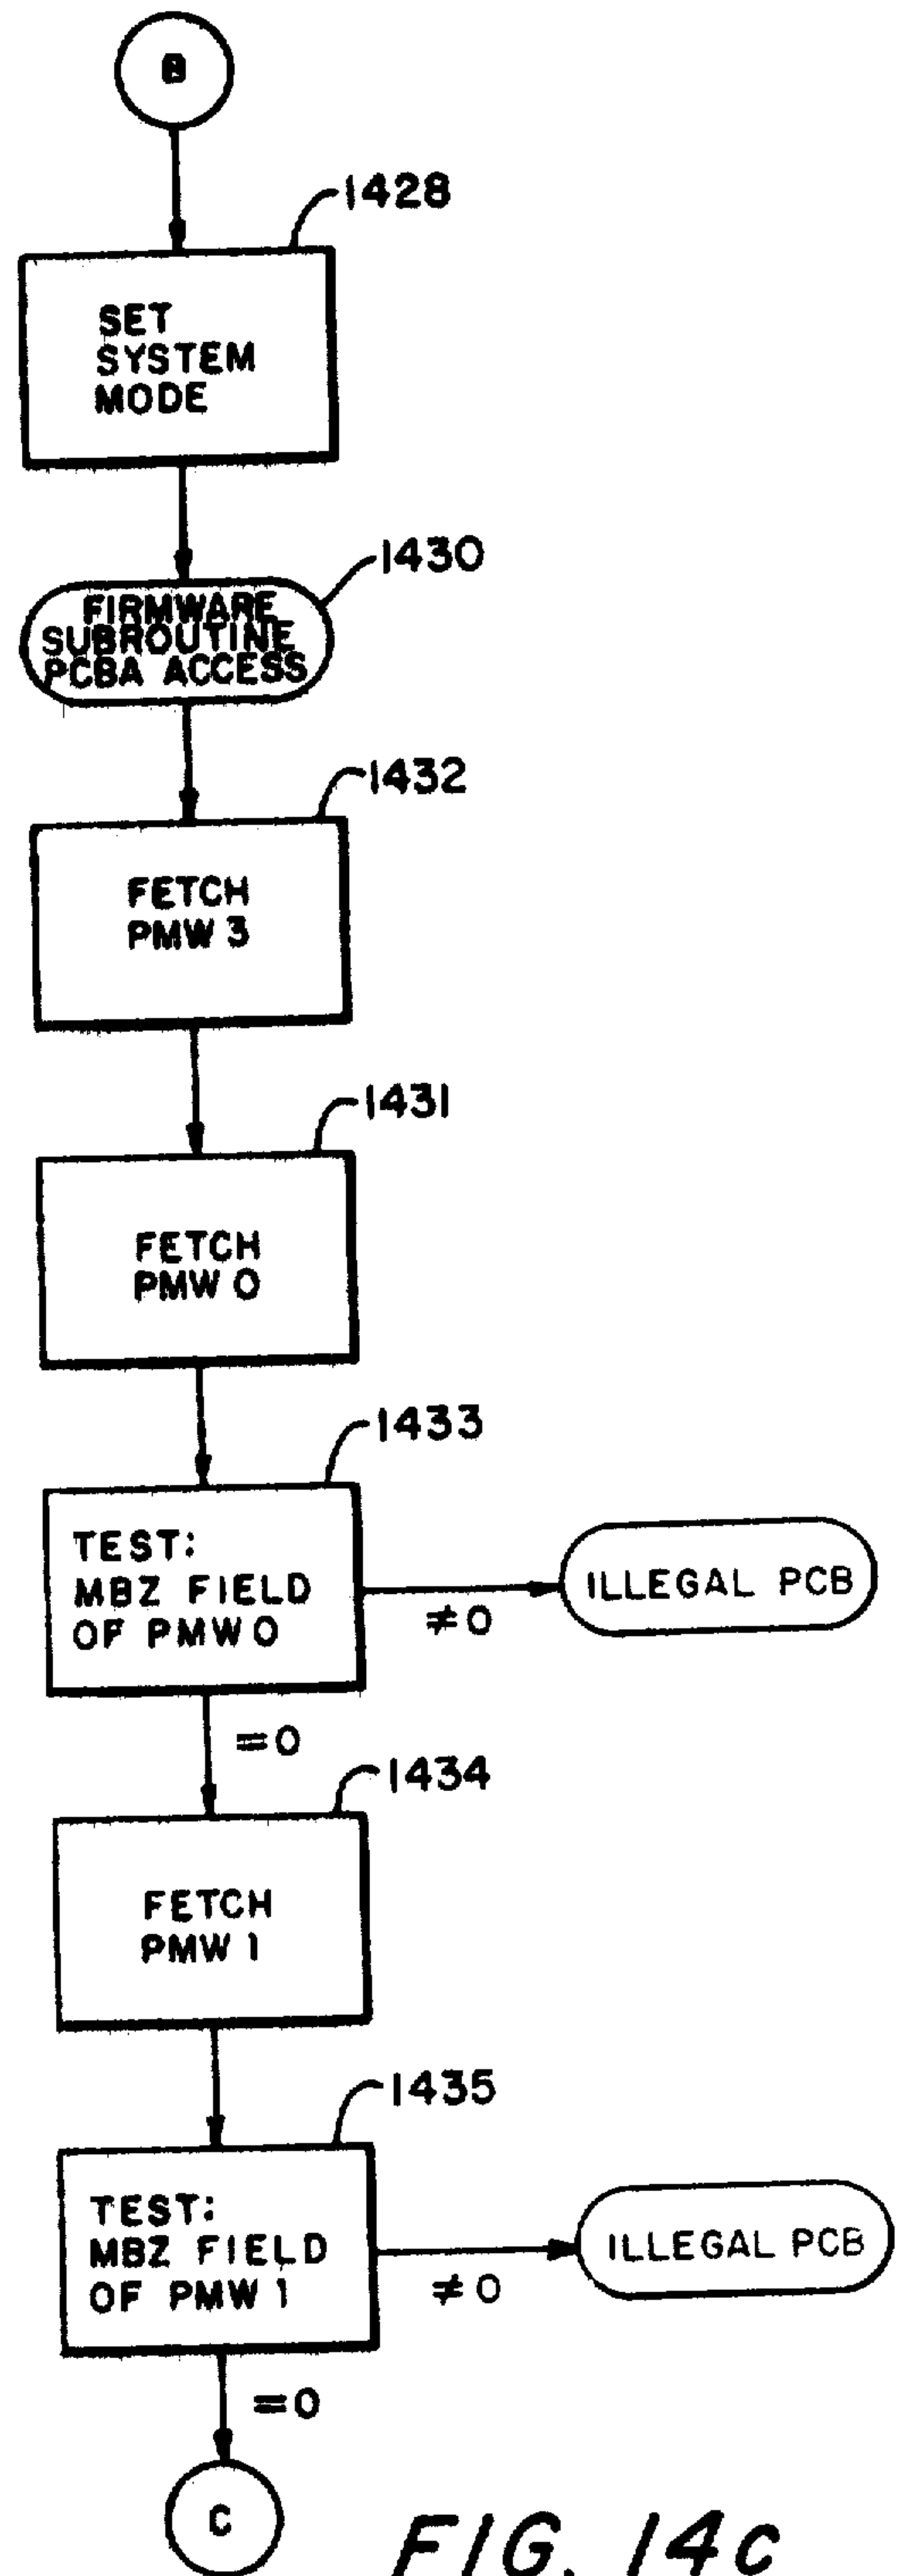 B
1428
SET
SYSTEM
MODE
1430
FIRMWARE
SUBROUTINE
PCBA ACCESS
1432
FETCH
PMW 3
1431
FETCH
PMW 0
1433
TEST:
MBZ FIELD
OF PMW 0
≠0
ILLEGAL PCB
=0
1434
FETCH
PMW 1
1435
TEST:
MBZ FIELD
OF PMW 1
≠0
ILLEGAL PCB
=0
C
FIG. 14c